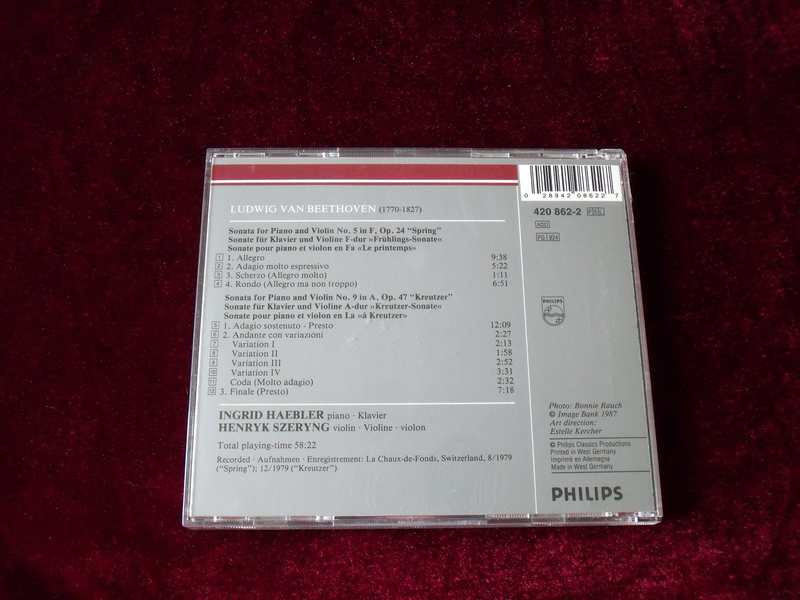 0 28942 08622 7
LUDWIG VAN BEETHOVEN (1770-1827)
420 862-2
ADD
PG 924
Sonata for Piano and Violin No. 5 in F, Op. 24 "Spring"
Sonate für Klavier und Violine F-dur »Frühlings-Sonate«
Sonate pour piano et violon en Fa «Le printemps»
1 1. Allegro 9:38
2 2. Adagio molto espressivo 5:22
3 3. Scherzo (Allegro molto) 1:11
4 4. Rondo (Allegro ma non troppo) 6:51
Sonata for Piano and Violin No. 9 in A, Op. 47 "Kreutzer"
Sonate für Klavier und Violine A-dur »Kreutzer-Sonate«
Sonate pour piano et violon en La «à Kreutzer»
5 1. Adagio sostenuto - Presto 12:09
6 2. Andante con variazioni 2:27
7 Variation I 2:13
8 Variation II 1:58
9 Variation III 2:52
10 Variation IV 3:31
11 Coda (Molto adagio) 2:32
12 3. Finale (Presto) 7:18
INGRID HAEBLER piano · Klavier
HENRYK SZERYNG violin · Violine · violon
Total playing-time 58:22
Recorded · Aufnahmen · Enregistrement: La Chaux-de-Fonds, Switzerland, 8/1979
("Spring"); 12/1979 ("Kreutzer")
PHILIPS
Photo: Bonnie Rauch
© Image Bank 1987
Art direction:
Estelle Kercher
© Philips Classics Productions
Printed in West Germany
Imprimé en Allemagne
Made in West Germany
PHILIPS